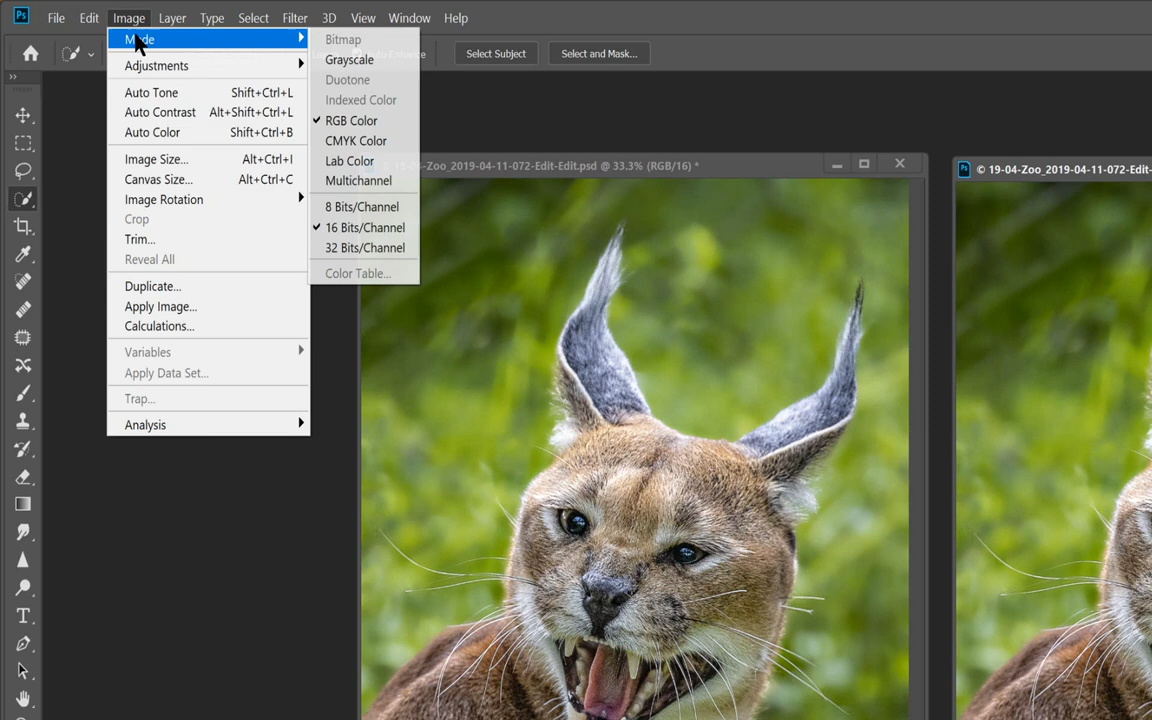 Ps File Edit Image Layer Type Select Filter 3D View Window Help
Select Subject Select and Mask...
Mode
Adjustments
Auto Tone Shift+Ctrl+L
Auto Contrast Alt+Shift+Ctrl+L
Auto Color Shift+Ctrl+B
Image Size... Alt+Ctrl+I
Canvas Size... Alt+Ctrl+C
Image Rotation
Crop
Trim...
Reveal All
Duplicate...
Apply Image...
Calculations...
Variables
Apply Data Set...
Trap...
Analysis
Bitmap
Grayscale
Duotone
Indexed Color
RGB Color
CMYK Color
Lab Color
Multichannel
8 Bits/Channel
16 Bits/Channel
32 Bits/Channel
Color Table...
-Zoo_2019-04-11-072-Edit-Edit.psd @ 33.3% (RGB/16) *
Ps © 19-04-Zoo_2019-04-11-072-Edit-